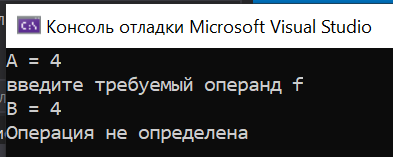 Консоль отладки Microsoft Visual Studio
A = 4
введите требуемый операнд f
B = 4
Операция не определена